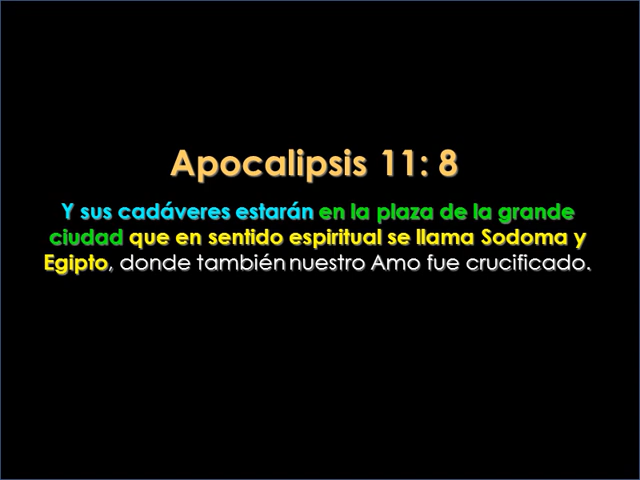 Apocalipsis 11: 8
Y sus cadáveres estarán en la plaza de la grande
ciudad que en sentido espiritual se llama Sodoma y
Egipto, donde también nuestro Amo fue crucificado.